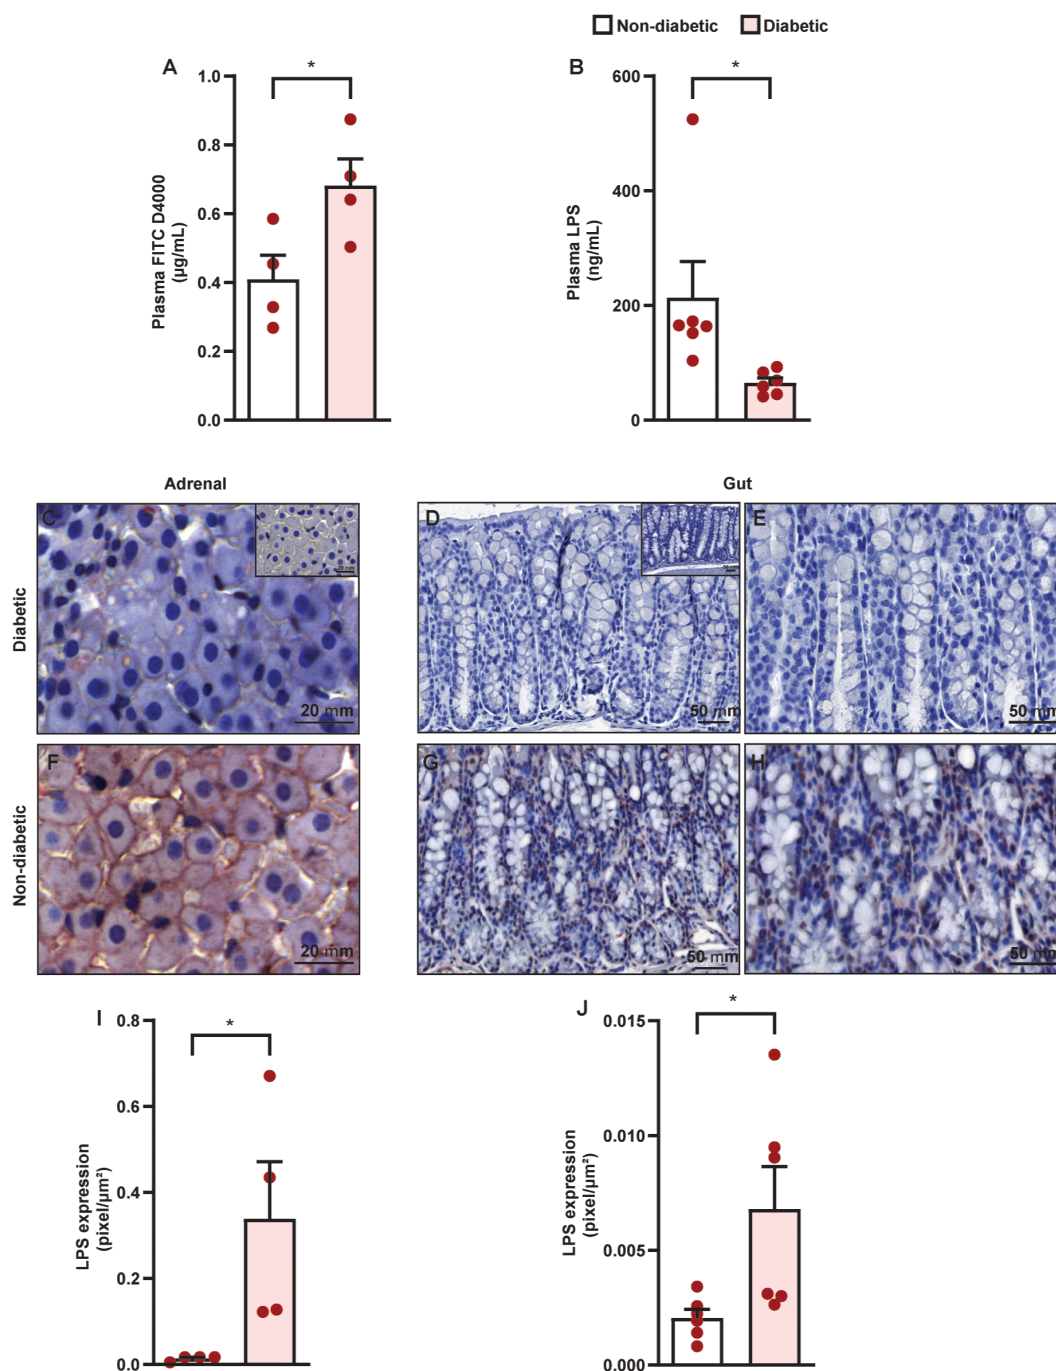 Non-diabetic Diabetic
A
*
1.0
0.8
0.6
0.4
0.2
0.0
Plasma FITC D4000
(µg/mL)
B
*
600
400
200
0
Plasma LPS
(ng/mL)
Adrenal
Gut
Diabetic
C
20 mm
D
50 mm
E
50 mm
Non-diabetic
F
20 mm
G
50 mm
H
50 mm
I
*
0.8
0.6
0.4
0.2
0.0
LPS expression
(pixel/µm²)
J
*
0.015
0.010
0.005
0.000
LPS expression
(pixel/µm²)